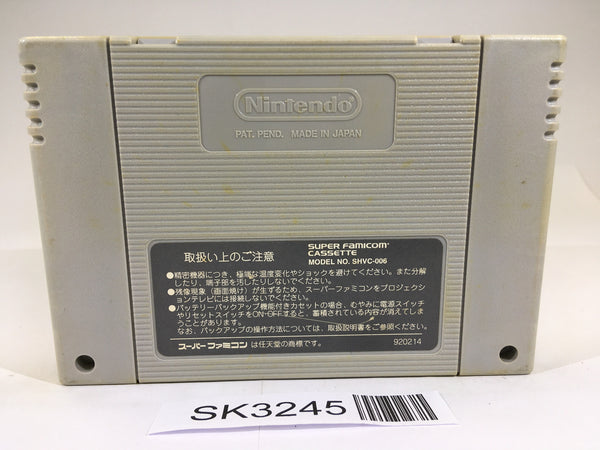 Nintendo®
PAT. PEND. MADE IN JAPAN
取扱い上のご注意
SUPER FAMICOM™
CASSETTE
MODEL NO. SHVC-006
●精密機器につき、極端な温度変化やショックを避けてください。また分解
したり、端子部を汚したりしないでください。
●残像現象(画面焼け)が生ずるため、スーパーファミコンをプロジェクシ
ョンテレビには接続しないでください。
●バッテリーバックアップ機能付きカセットの場合、むやみに電源スイッチ
やリセットスイッチをON-OFFすると、蓄積されている内容が消えてしま
うことがあります。
なお、バックアップの操作方法については、取扱説明書をご参照ください。
スーパーファミコン は任天堂の商標です。
920214
SK3245